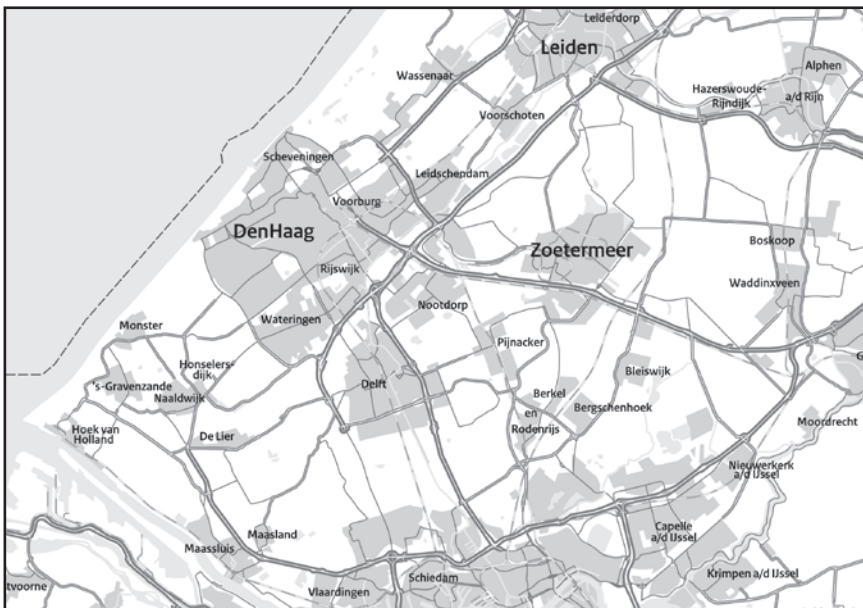 Leiderdorp
Leiden
Alphen
a/d Rijn
Wassenaar
Hazerswoude-
Rijndijk
Voorschoten
Scheveningen
Leidschendam
Voorburg
DenHaag
Zoetermeer
Boskoop
Rijswijk
Waddinxveen
Nootdorp
Wateringen
Monster
Pijnacker
Honselers-
dijk
Bleiswijk
's-Gravenzande
Delft
Naaldwijk
Berkel
en
Rodenrijs
Bergschenhoek
Hoek van
Holland
De Lier
Moordrecht
Nieuwerkerk
a/d IJssel
Maasland
Capelle
a/d IJssel
Maassluis
Schiedam
Krimpen a/d IJssel
tvoorne
Vlaardingen
G